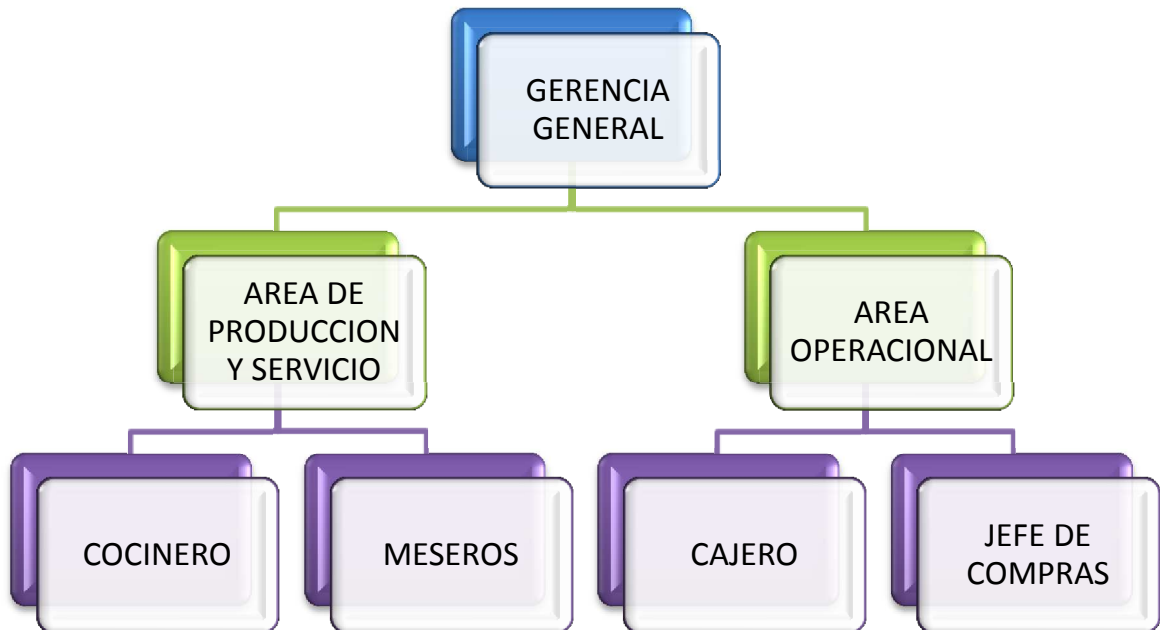 GERENCIA
GENERAL
AREA DE
PRODUCCION
Y SERVICIO
AREA
OPERACIONAL
COCINERO
MESEROS
CAJERO
JEFE DE
COMPRAS